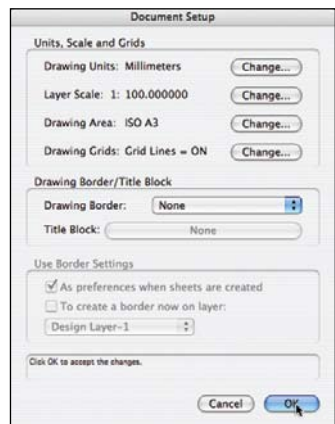 Document Setup
Units, Scale and Grids
Drawing Units: Millimeters Change...
Layer Scale: 1: 100.000000 Change...
Drawing Area: ISO A3 Change...
Drawing Grids: Grid Lines = ON Change...
Drawing Border/Title Block
Drawing Border: None
Title Block: None
Use Border Settings
As preferences when sheets are created
To create a border now on layer:
Design Layer-1
Click OK to accept the changes.
Cancel OK